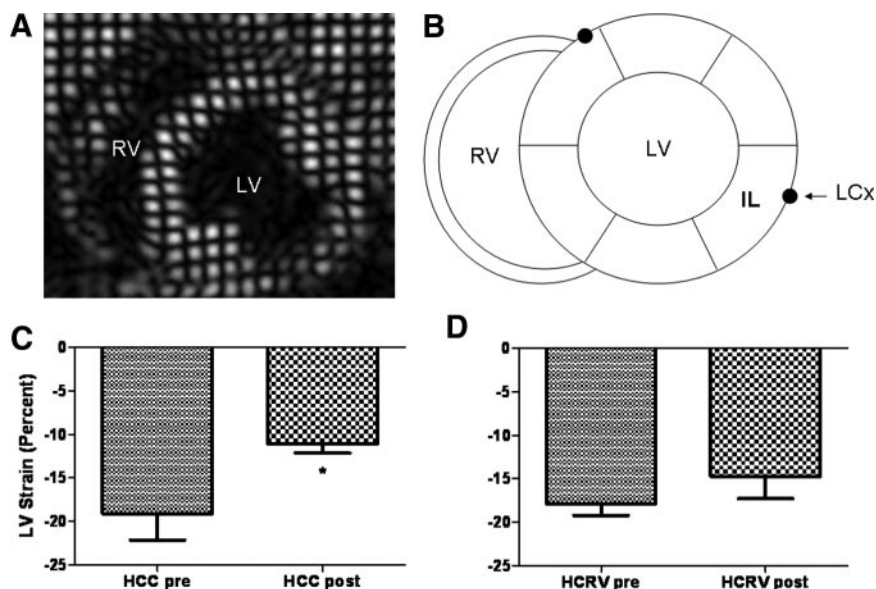 A
RV
LV
B
RV
LV
IL
LCx
C
LV Strain (Percent)
0
-5
-10
-15
-20
-25
*
HCC pre
HCC post
D
0
-5
-10
-15
-20
-25
HCRV pre
HCRV post